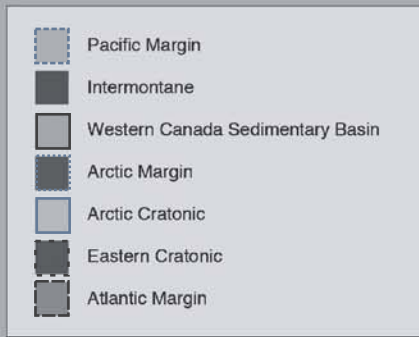 Pacific Margin
Intermontane
Western Canada Sedimentary Basin
Arctic Margin
Arctic Cratonic
Eastern Cratonic
Atlantic Margin